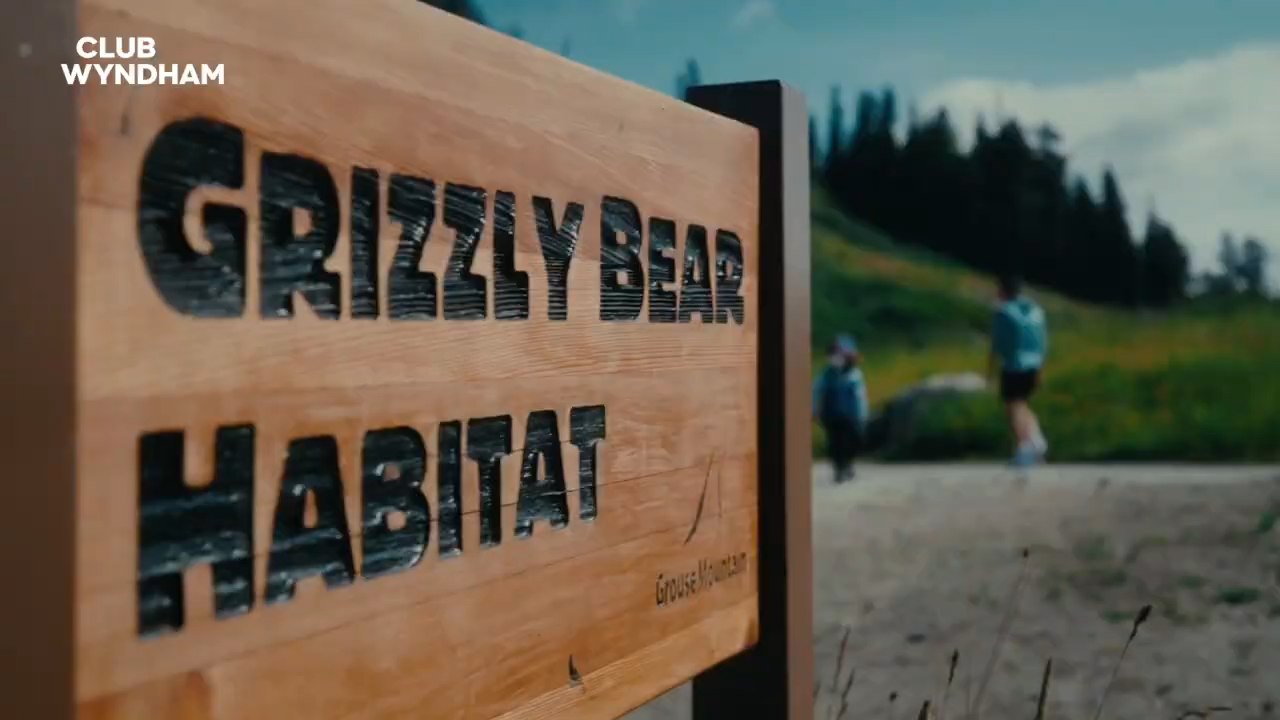 CLUB
WYNDHAM
GRIZZLY BEAR
HABITAT
Grouse Mountain